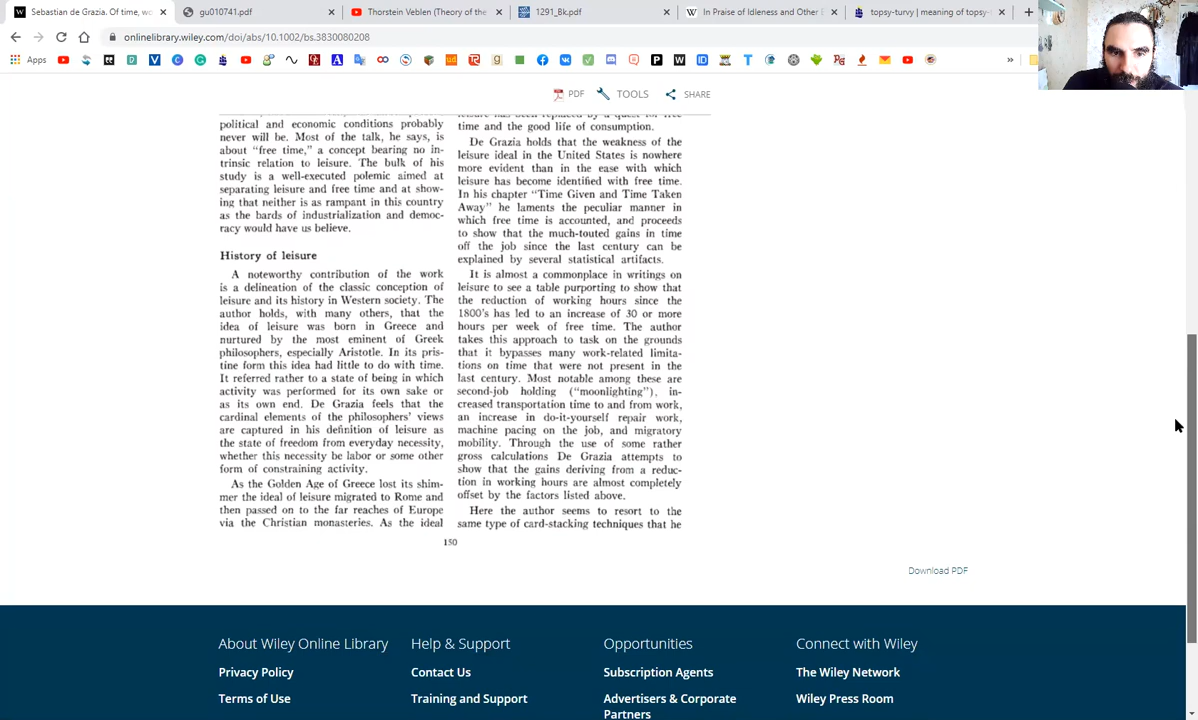 Sebastian de Grazia. Of time, wo
gu010741.pdf
Thorstein Veblen (Theory of the
1291_Bk.pdf
In Praise of Idleness and Other E
topsy-turvy | meaning of topsy-t
onlinelibrary.wiley.com/doi/abs/10.1002/bs.3830080208
Apps
PDF
TOOLS
SHARE
political and economic conditions probably
never will be. Most of the talk, he says, is
about “free time,” a concept bearing no in-
trinsic relation to leisure. The bulk of his
study is a well-executed polemic aimed at
separating leisure and free time and at show-
ing that neither is as rampant in this country
as the bards of industrialization and democ-
racy would have us believe.
History of leisure
A noteworthy contribution of the work
is a delineation of the classic conception of
leisure and its history in Western society. The
author holds, with many others, that the
idea of leisure was born in Greece and
nurtured by the most eminent of Greek
philosophers, especially Aristotle. In its pris-
tine form this idea had little to do with time.
It referred rather to a state of being in which
activity was performed for its own sake or
as its own end. De Grazia feels that the
cardinal elements of the philosophers’ views
are captured in his definition of leisure as
the state of freedom from everyday necessity,
whether this necessity be labor or some other
form of constraining activity.
As the Golden Age of Greece lost its shim-
mer the ideal of leisure migrated to Rome and
then passed on to the far reaches of Europe
via the Christian monasteries. As the ideal
leisure has been replaced by a quest for free
time and the good life of consumption.
De Grazia holds that the weakness of the
leisure ideal in the United States is nowhere
more evident than in the ease with which
leisure has become identified with free time.
In his chapter “Time Given and Time Taken
Away” he laments the peculiar manner in
which free time is accounted, and proceeds
to show that the much-touted gains in time
off the job since the last century can be
explained by several statistical artifacts.
It is almost a commonplace in writings on
leisure to see a table purporting to show that
the reduction of working hours since the
1800’s has led to an increase of 30 or more
hours per week of free time. The author
takes this approach to task on the grounds
that it bypasses many work-related limita-
tions on time that were not present in the
last century. Most notable among these are
second-job holding (“moonlighting”), in-
creased transportation time to and from work,
an increase in do-it-yourself repair work,
machine pacing on the job, and migratory
mobility. Through the use of some rather
gross calculations De Grazia attempts to
show that the gains deriving from a reduc-
tion in working hours are almost completely
offset by the factors listed above.
Here the author seems to resort to the
same type of card-stacking techniques that he
150
Download PDF
About Wiley Online Library
Privacy Policy
Terms of Use
Help & Support
Contact Us
Training and Support
Opportunities
Subscription Agents
Advertisers & Corporate
Partners
Connect with Wiley
The Wiley Network
Wiley Press Room